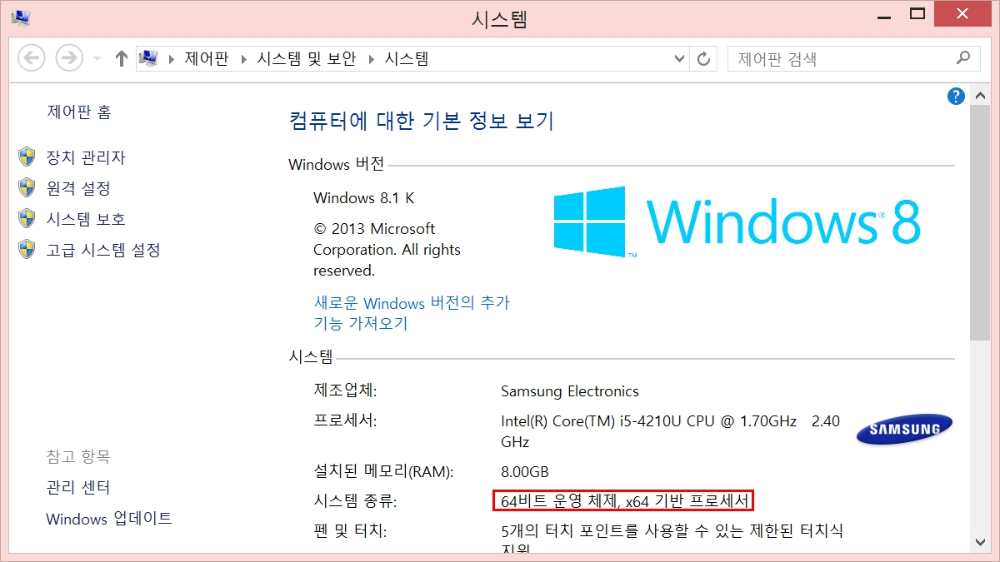 시스템
제어판 시스템 및 보안 시스템
제어판 검색
제어판 홈
장치 관리자
원격 설정
시스템 보호
고급 시스템 설정
참고 항목
관리 센터
Windows 업데이트
컴퓨터에 대한 기본 정보 보기
Windows 버전
Windows 8.1 K
© 2013 Microsoft
Corporation. All rights
reserved.
새로운 Windows 버전의 추가
기능 가져오기
Windows® 8
™
시스템
제조업체: Samsung Electronics
프로세서: Intel(R) Core(TM) i5-4210U CPU @ 1.70GHz 2.40
GHz
SAMSUNG
설치된 메모리(RAM): 8.00GB
시스템 종류: 64비트 운영 체제, x64 기반 프로세서
펜 및 터치: 5개의 터치 포인트를 사용할 수 있는 제한된 터치식
지원